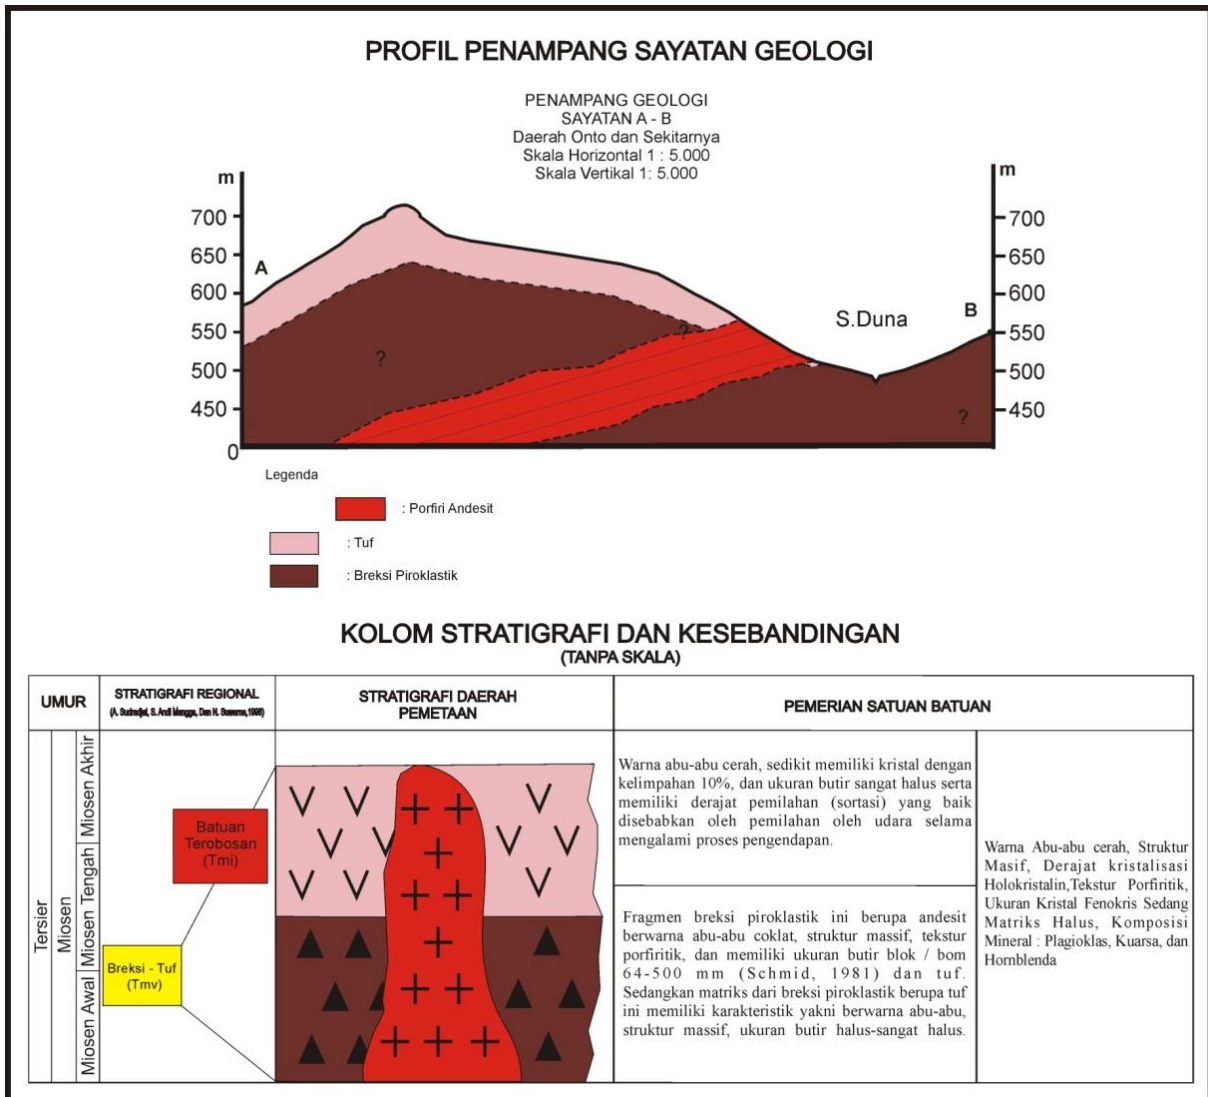 PROFIL PENAMPANG SAYATAN GEOLOGI
PENAMPANG GEOLOGI
SAYATAN A - B
Daerah Onto dan Sekitarnya
Skala Horizontal 1 : 5.000
Skala Vertikal 1: 5.000
m
700
650
600
550
500
450
0
A
?
?
S.Duna
B
?
m
700
650
600
550
500
450
Legenda
: Porfiri Andesit
: Tuf
: Breksi Piroklastik
KOLOM STRATIGRAFI DAN KESEBANDINGAN
(TANPA SKALA)
UMUR
STRATIGRAFI REGIONAL
(A. Sudradjat, S. Andi Mangga, Dan N. Suwarna, 1998)
STRATIGRAFI DAERAH
PEMETAAN
PEMERIAN SATUAN BATUAN
Tersier
Miosen
Miosen Akhir
Miosen Tengah
Miosen Awal
Batuan
Terobosan
(Tmi)
Breksi - Tuf
(Tmv)
Warna abu-abu cerah, sedikit memiliki kristal dengan
kelimpahan 10%, dan ukuran butir sangat halus serta
memiliki derajat pemilahan (sortasi) yang baik
disebabkan oleh pemilahan oleh udara selama
mengalami proses pengendapan.
Fragmen breksi piroklastik ini berupa andesit
berwarna abu-abu coklat, struktur massif, tekstur
porfiritik, dan memiliki ukuran butir blok / bom
64-500 mm (Schmid, 1981) dan tuf.
Sedangkan matriks dari breksi piroklastik berupa tuf
ini memiliki karakteristik yakni berwarna abu-abu,
struktur massif, ukuran butir halus-sangat halus.
Warna Abu-abu cerah, Struktur
Masif, Derajat kristalisasi
Holokristalin,Tekstur Porfiritik,
Ukuran Kristal Fenokris Sedang
Matriks Halus, Komposisi
Mineral : Plagioklas, Kuarsa, dan
Hornblenda